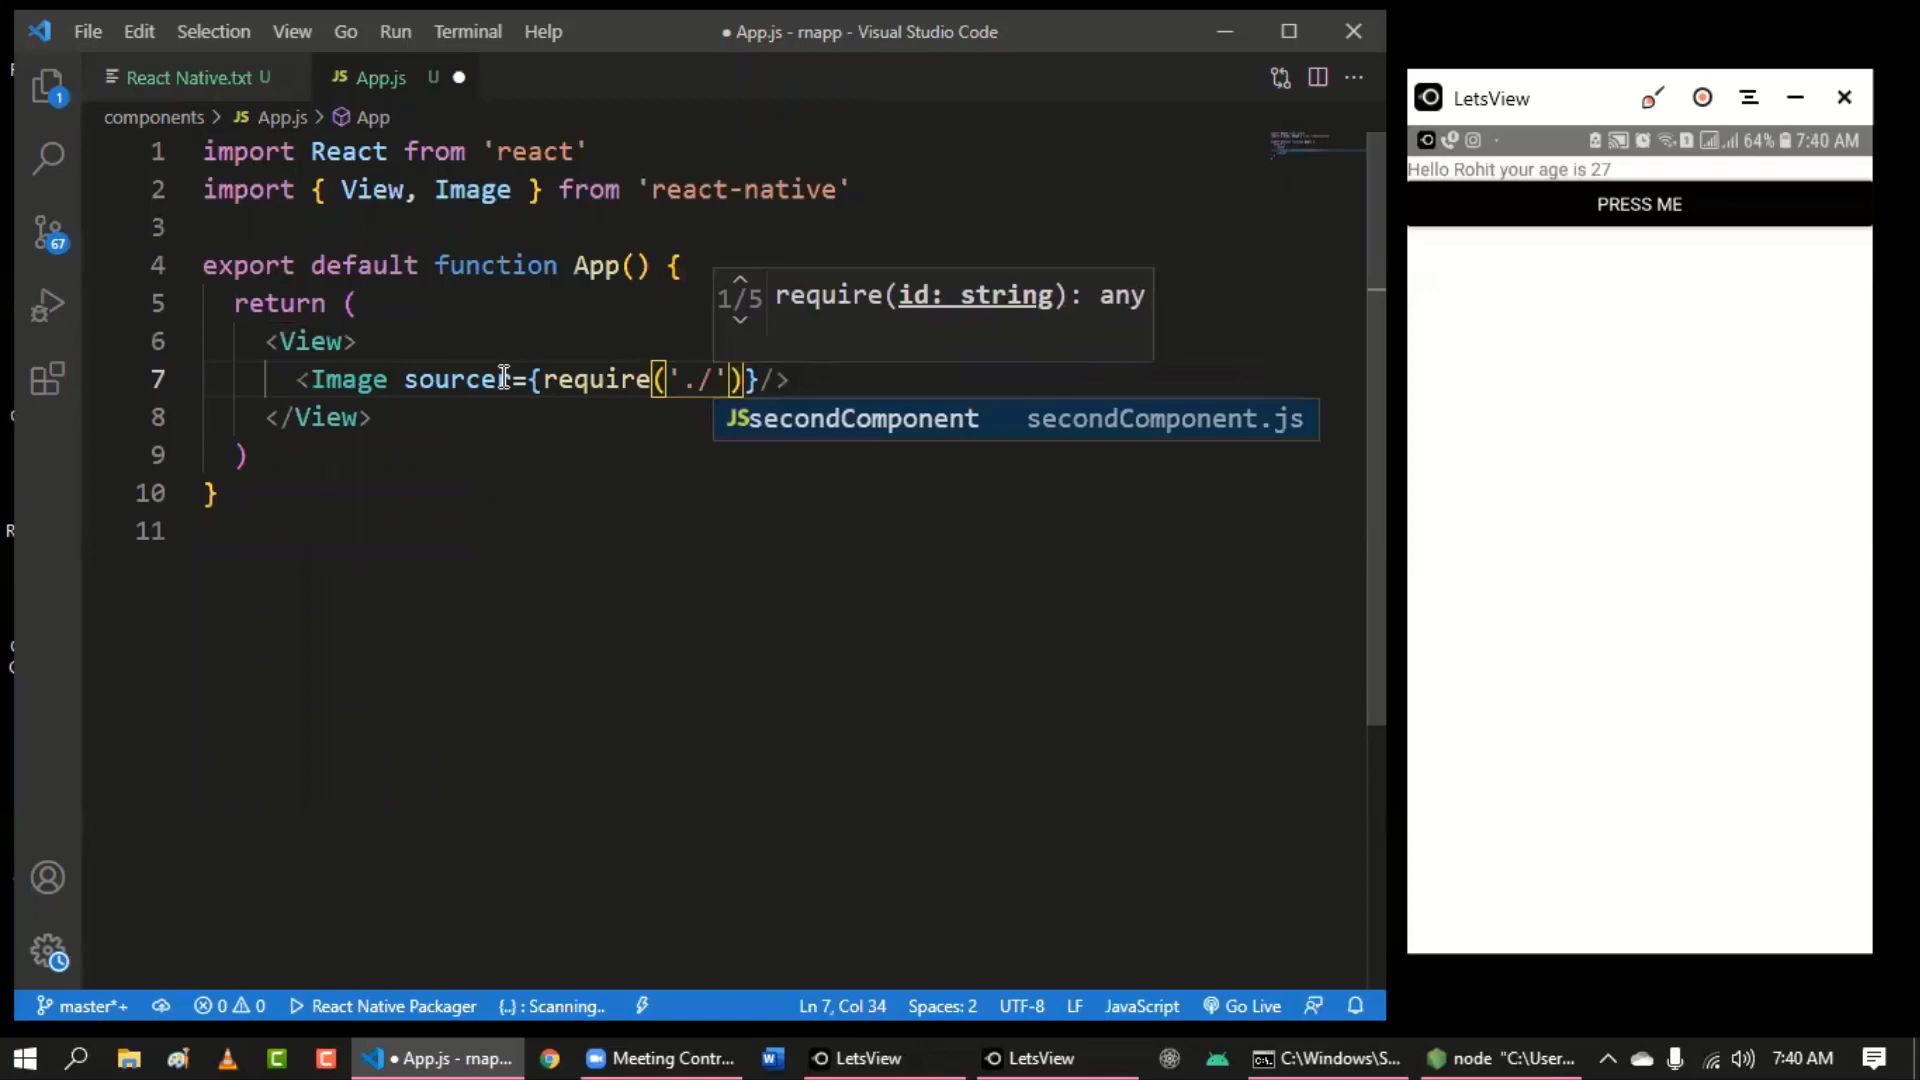 File Edit Selection View Go Run Terminal Help ● App.js - rnapp - Visual Studio Code
React Native.txt U JS App.js U ●
components > JS App.js > App
1 import React from 'react'
2 import { View, Image } from 'react-native'
3
4 export default function App() {
5 return (
6 <View>
7 <Image source={require('./')}/>
8 </View>
9 )
10 }
11
1/5 require(id: string): any
JS secondComponent secondComponent.js
1
67
master*+ 0 0 React Native Packager {..} : Scanning.. Ln 7, Col 34 Spaces: 2 UTF-8 LF JavaScript Go Live
LetsView
64% 7:40 AM
Hello Rohit your age is 27
PRESS ME
● App.js - rnap... Meeting Contr... LetsView LetsView C:\Windows\S... node "C:\User... 7:40 AM